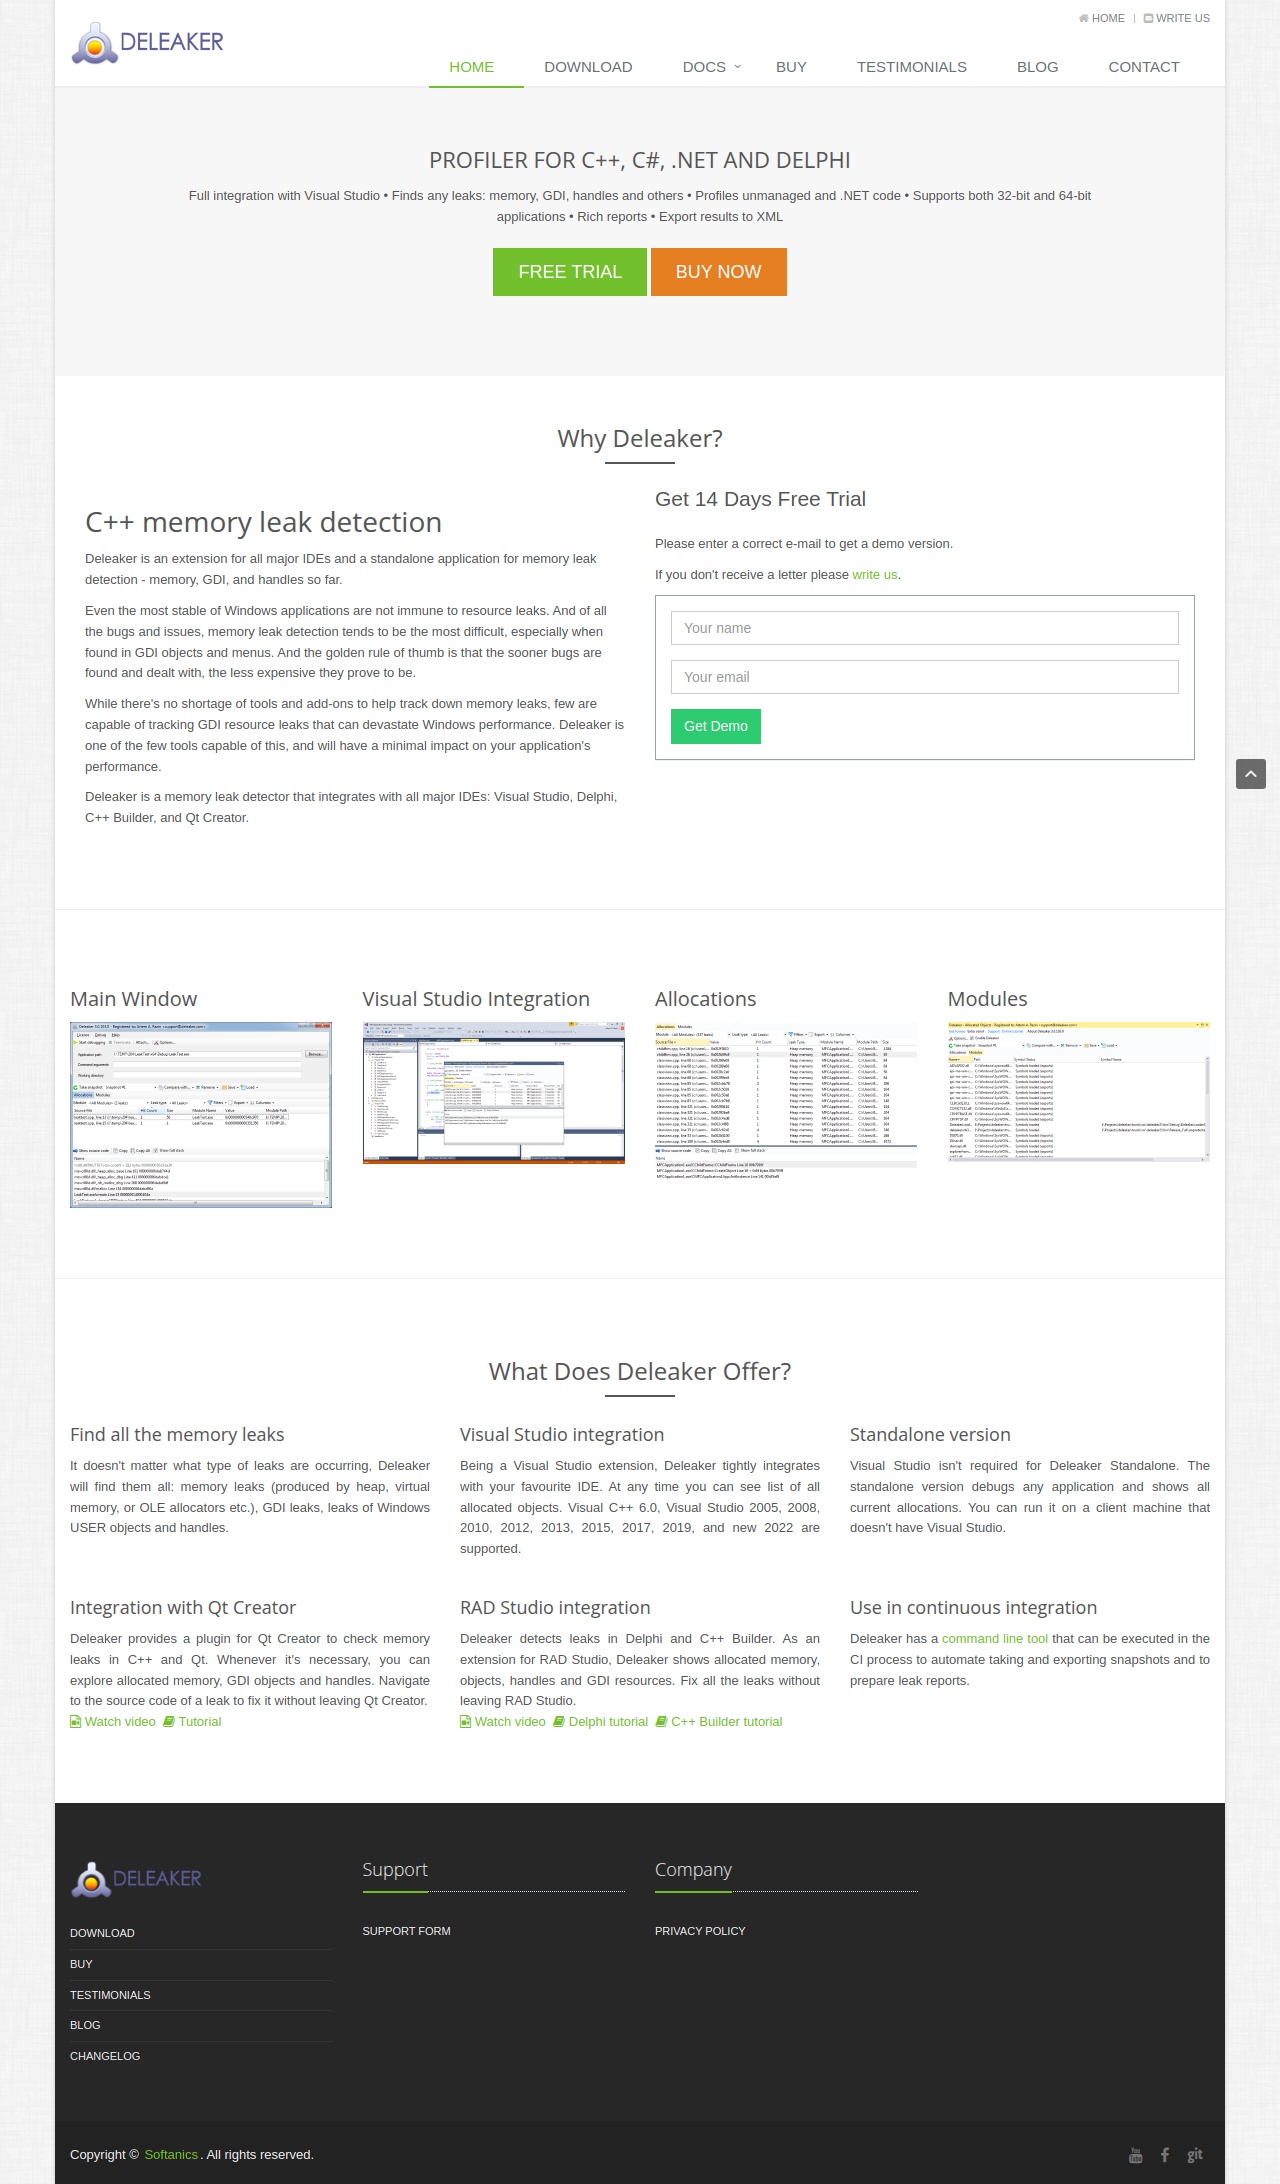 HOME | WRITE US
DELEAKER
HOME DOWNLOAD DOCS BUY TESTIMONIALS BLOG CONTACT
PROFILER FOR C++, C#, .NET AND DELPHI
Full integration with Visual Studio • Finds any leaks: memory, GDI, handles and others • Profiles unmanaged and .NET code • Supports both 32-bit and 64-bit
applications • Rich reports • Export results to XML
FREE TRIAL BUY NOW
Why Deleaker?
C++ memory leak detection
Deleaker is an extension for all major IDEs and a standalone application for memory leak
detection - memory, GDI, and handles so far.
Even the most stable of Windows applications are not immune to resource leaks. And of all
the bugs and issues, memory leak detection tends to be the most difficult, especially when
found in GDI objects and menus. And the golden rule of thumb is that the sooner bugs are
found and dealt with, the less expensive they prove to be.
While there's no shortage of tools and add-ons to help track down memory leaks, few are
capable of tracking GDI resource leaks that can devastate Windows performance. Deleaker is
one of the few tools capable of this, and will have a minimal impact on your application's
performance.
Deleaker is a memory leak detector that integrates with all major IDEs: Visual Studio, Delphi,
C++ Builder, and Qt Creator.
Get 14 Days Free Trial
Please enter a correct e-mail to get a demo version.
If you don't receive a letter please write us.
Your name
Your email
Get Demo
Main Window
Visual Studio Integration
Allocations
Modules
What Does Deleaker Offer?
Find all the memory leaks
It doesn't matter what type of leaks are occurring, Deleaker
will find them all: memory leaks (produced by heap, virtual
memory, or OLE allocators etc.), GDI leaks, leaks of Windows
USER objects and handles.
Visual Studio integration
Being a Visual Studio extension, Deleaker tightly integrates
with your favourite IDE. At any time you can see list of all
allocated objects. Visual C++ 6.0, Visual Studio 2005, 2008,
2010, 2012, 2013, 2015, 2017, 2019, and new 2022 are
supported.
Standalone version
Visual Studio isn't required for Deleaker Standalone. The
standalone version debugs any application and shows all
current allocations. You can run it on a client machine that
doesn't have Visual Studio.
Integration with Qt Creator
Deleaker provides a plugin for Qt Creator to check memory
leaks in C++ and Qt. Whenever it's necessary, you can
explore allocated memory, GDI objects and handles. Navigate
to the source code of a leak to fix it without leaving Qt Creator.
Watch video Tutorial
RAD Studio integration
Deleaker detects leaks in Delphi and C++ Builder. As an
extension for RAD Studio, Deleaker shows allocated memory,
objects, handles and GDI resources. Fix all the leaks without
leaving RAD Studio.
Watch video Delphi tutorial C++ Builder tutorial
Use in continuous integration
Deleaker has a command line tool that can be executed in the
CI process to automate taking and exporting snapshots and to
prepare leak reports.
DELEAKER
DOWNLOAD
BUY
TESTIMONIALS
BLOG
CHANGELOG
Support
SUPPORT FORM
Company
PRIVACY POLICY
Copyright © Softanics. All rights reserved.
You Tube git